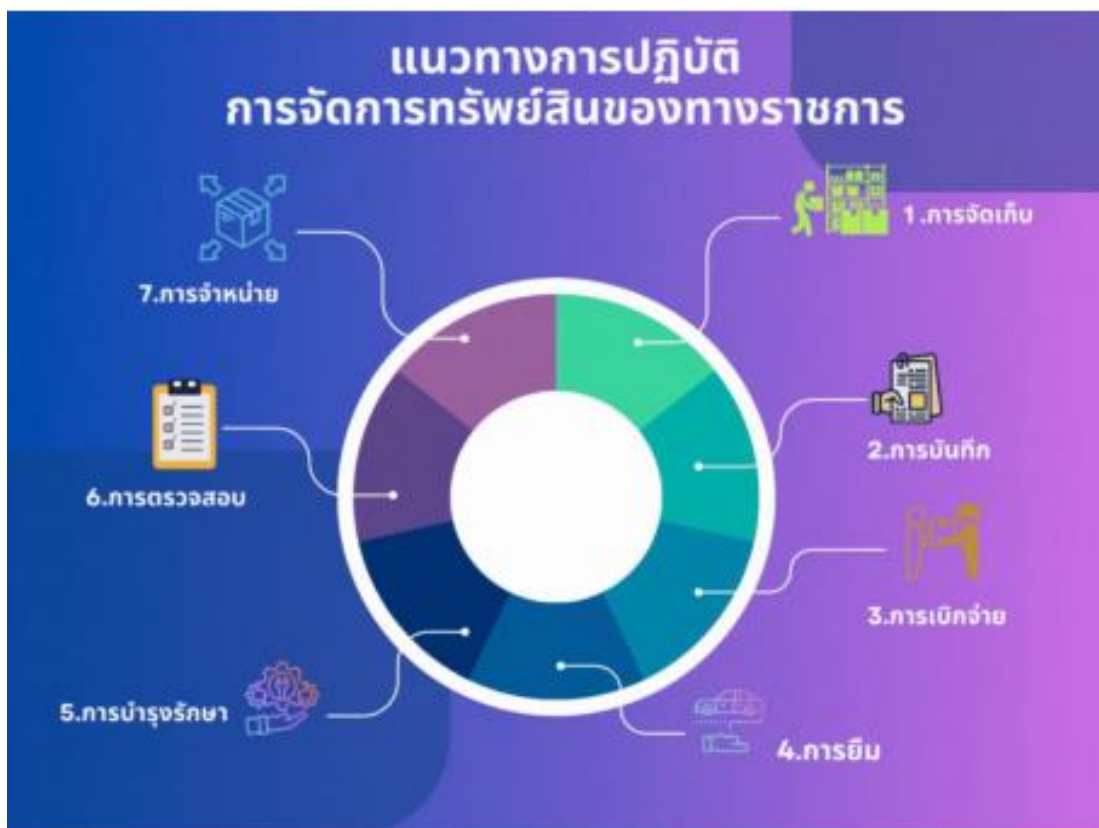 แนวทางการปฏิบัติ
การจัดการทรัพย์สินของทางราชการ
1.การจัดเก็บ
2.การบันทึก
3.การเบิกจ่าย
4.การยืม
5.การบำรุงรักษา
6.การตรวจสอบ
7.การจำหน่าย